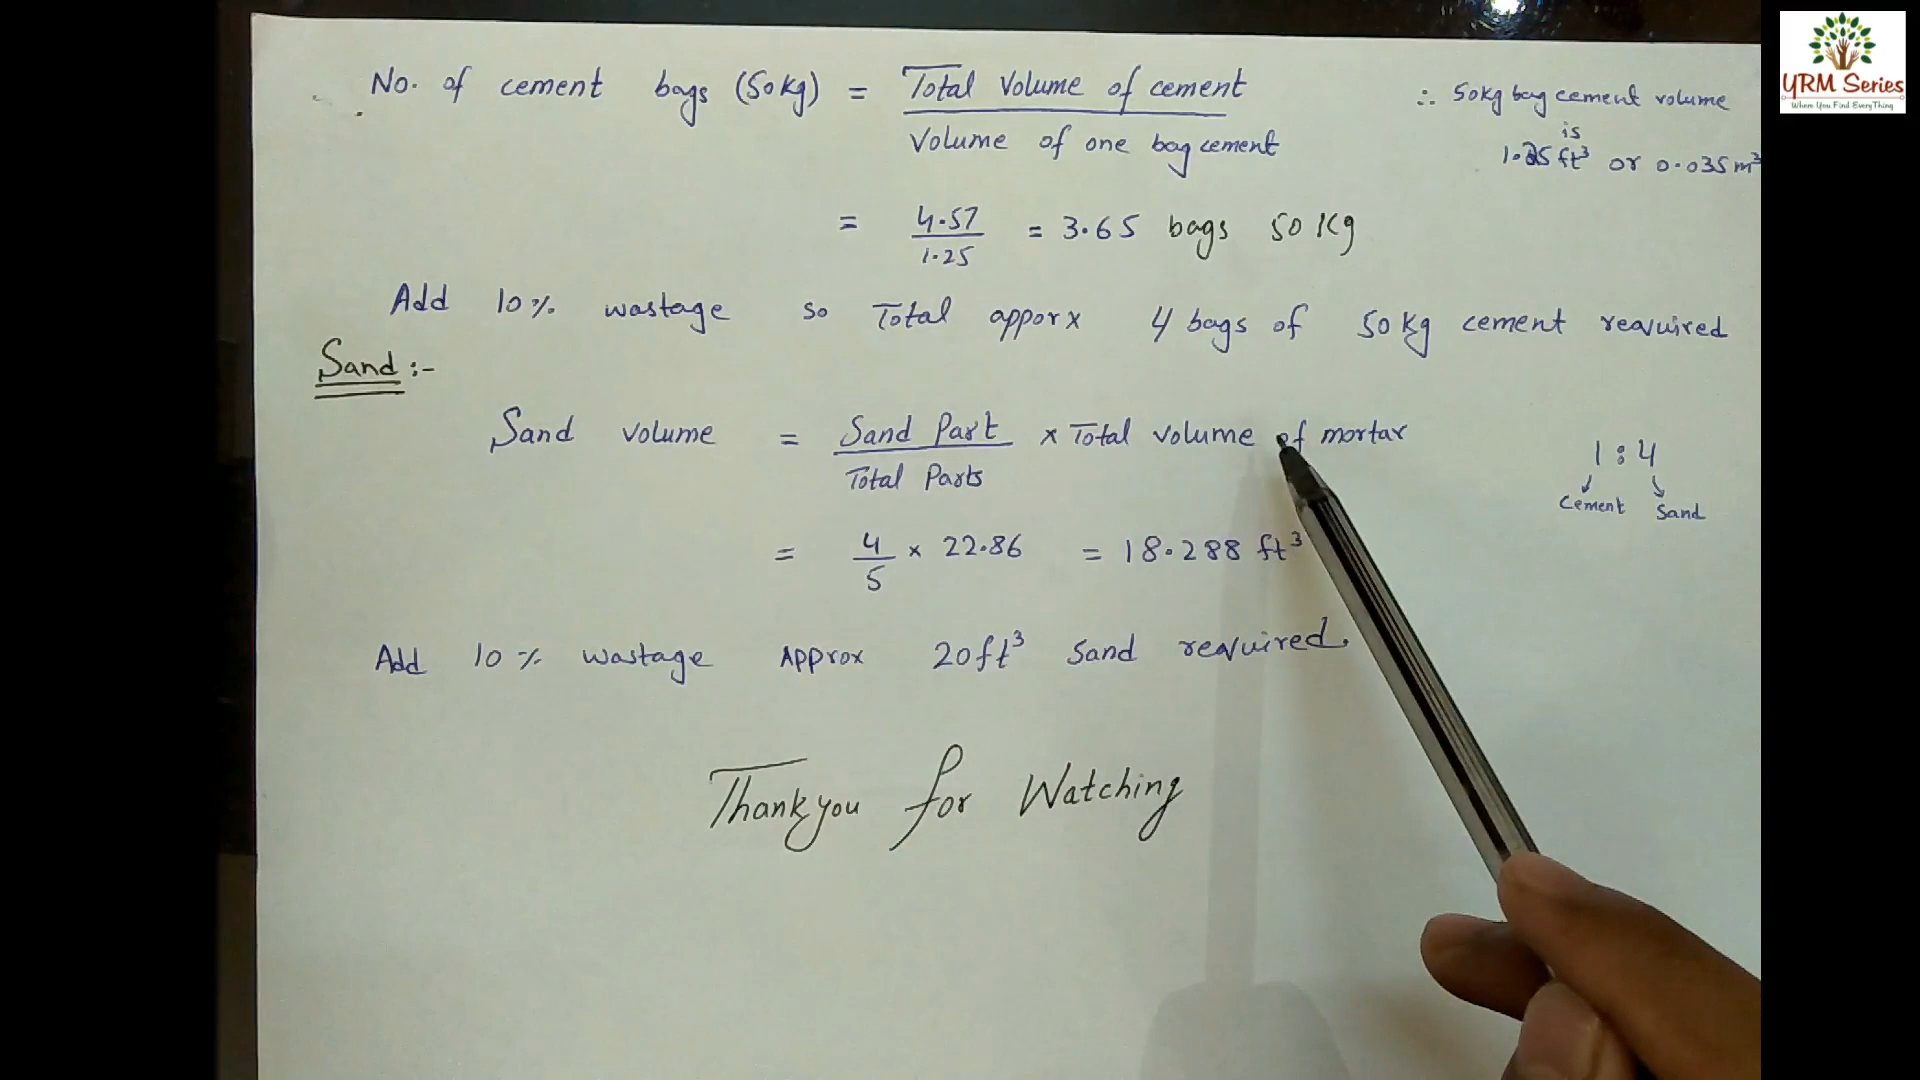 No. of cement bags (50kg) = Total Volume of cement / Volume of one bag cement
∴ 50kg bag cement volume
is
1.25 ft³ or 0.035 m³
= 4.57 / 1.25 = 3.65 bags 50 Kg
Add 10% wastage so Total apporx 4 bags of 50 kg cement required
Sand :-
Sand volume = Sand Part / Total Parts × Total volume of mortar
1 : 4
Cement Sand
= 4 / 5 × 22.86 = 18.288 ft³
Add 10% wastage Approx 20 ft³ Sand required.
Thankyou for Watching
YRM Series
Where You Find EveryThing